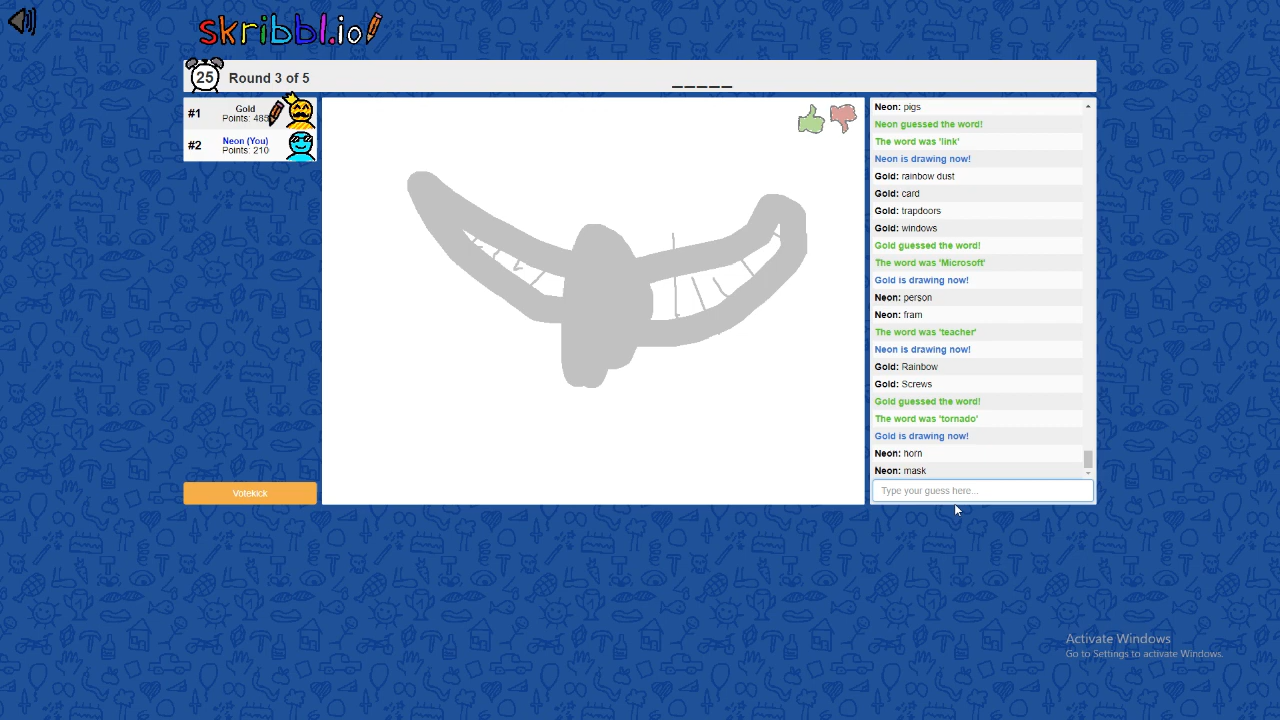 skribbl.io
25
Round 3 of 5
_____
#1
Gold
Points: 485
#2
Neon (You)
Points: 210
Votekick
Neon: pigs
Neon guessed the word!
The word was 'link'
Neon is drawing now!
Gold: rainbow dust
Gold: card
Gold: trapdoors
Gold: windows
Gold guessed the word!
The word was 'Microsoft'
Gold is drawing now!
Neon: person
Neon: fram
The word was 'teacher'
Neon is drawing now!
Gold: Rainbow
Gold: Screws
Gold guessed the word!
The word was 'tornado'
Gold is drawing now!
Neon: horn
Neon: mask
Type your guess here...
Activate Windows
Go to Settings to activate Windows.